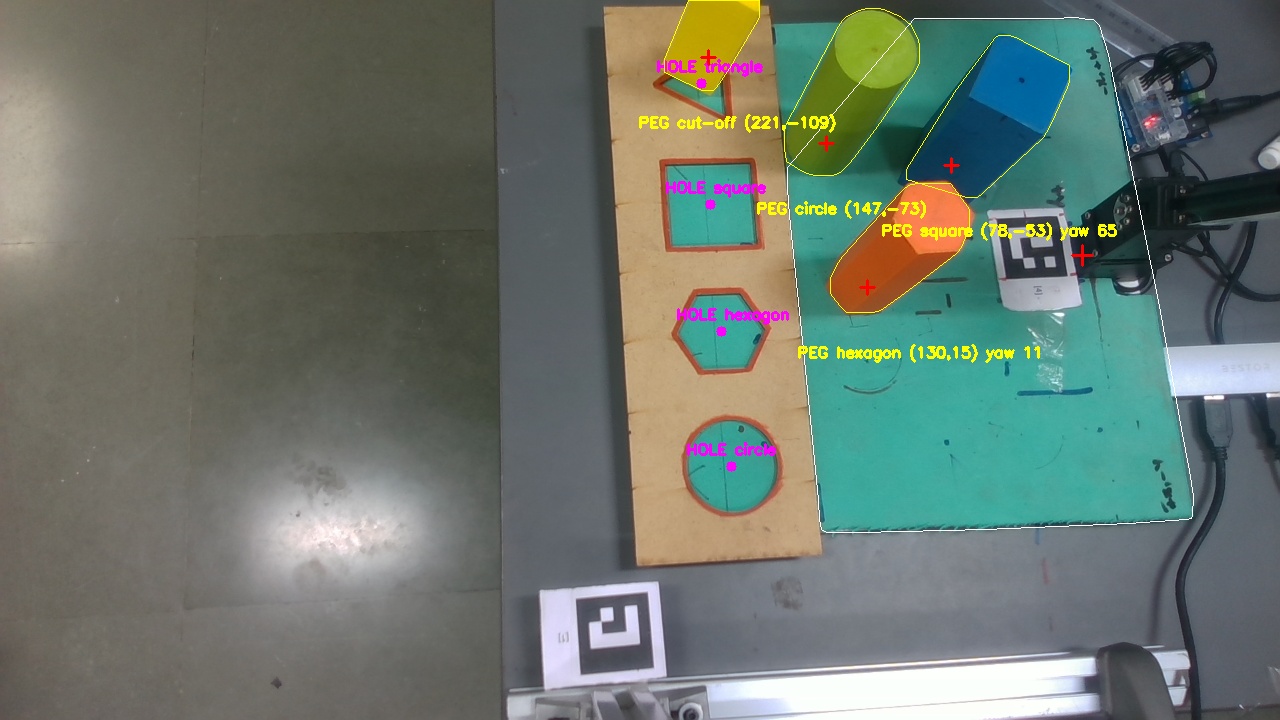 HOLE triangle
PEG cut-off (221,-109)
HOLE square
PEG circle (147,-73)
PEG square (78,-53) yaw 65
HOLE hexagon
PEG hexagon (130,15) yaw 11
HOLE circle